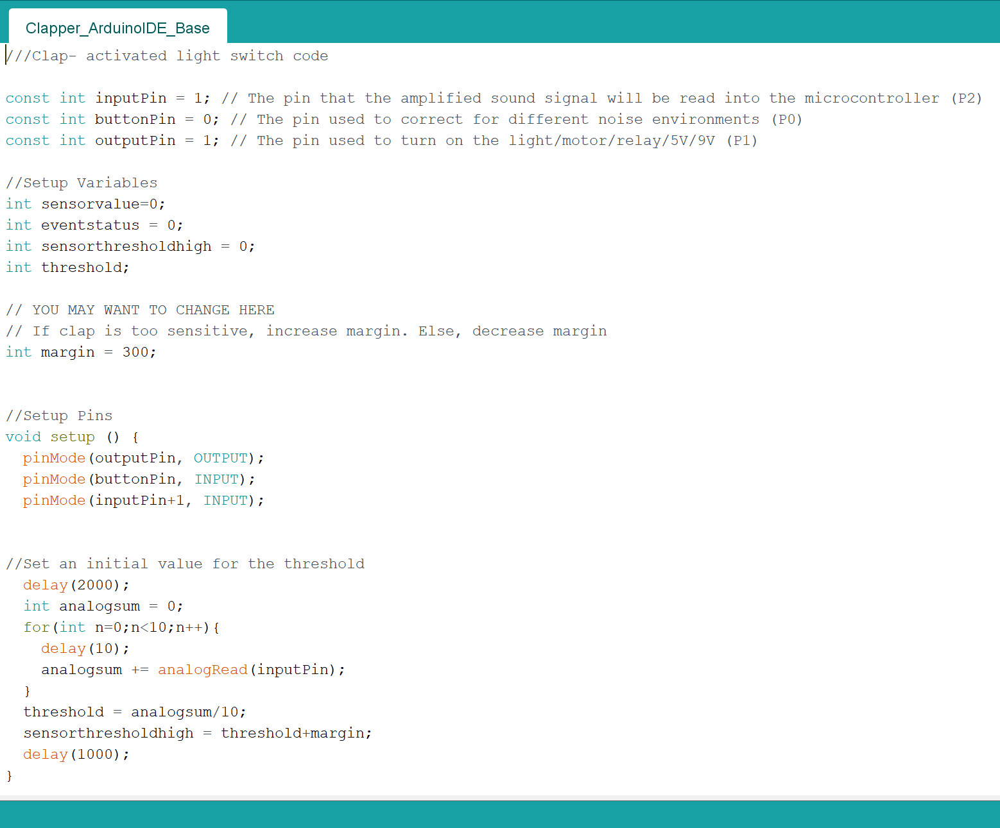 Clapper_ArduinoIDE_Base
///Clap- activated light switch code
const int inputPin = 1; // The pin that the amplified sound signal will be read into the microcontroller (P2)
const int buttonPin = 0; // The pin used to correct for different noise environments (P0)
const int outputPin = 1; // The pin used to turn on the light/motor/relay/5V/9V (P1)
//Setup Variables
int sensorvalue=0;
int eventstatus = 0;
int sensorthresholdhigh = 0;
int threshold;
// YOU MAY WANT TO CHANGE HERE
// If clap is too sensitive, increase margin. Else, decrease margin
int margin = 300;
//Setup Pins
void setup () {
  pinMode(outputPin, OUTPUT);
  pinMode(buttonPin, INPUT);
  pinMode(inputPin+1, INPUT);
//Set an initial value for the threshold
  delay(2000);
  int analogsum = 0;
  for(int n=0;n<10;n++){
    delay(10);
    analogsum += analogRead(inputPin);
  }
  threshold = analogsum/10;
  sensorthresholdhigh = threshold+margin;
  delay(1000);
}